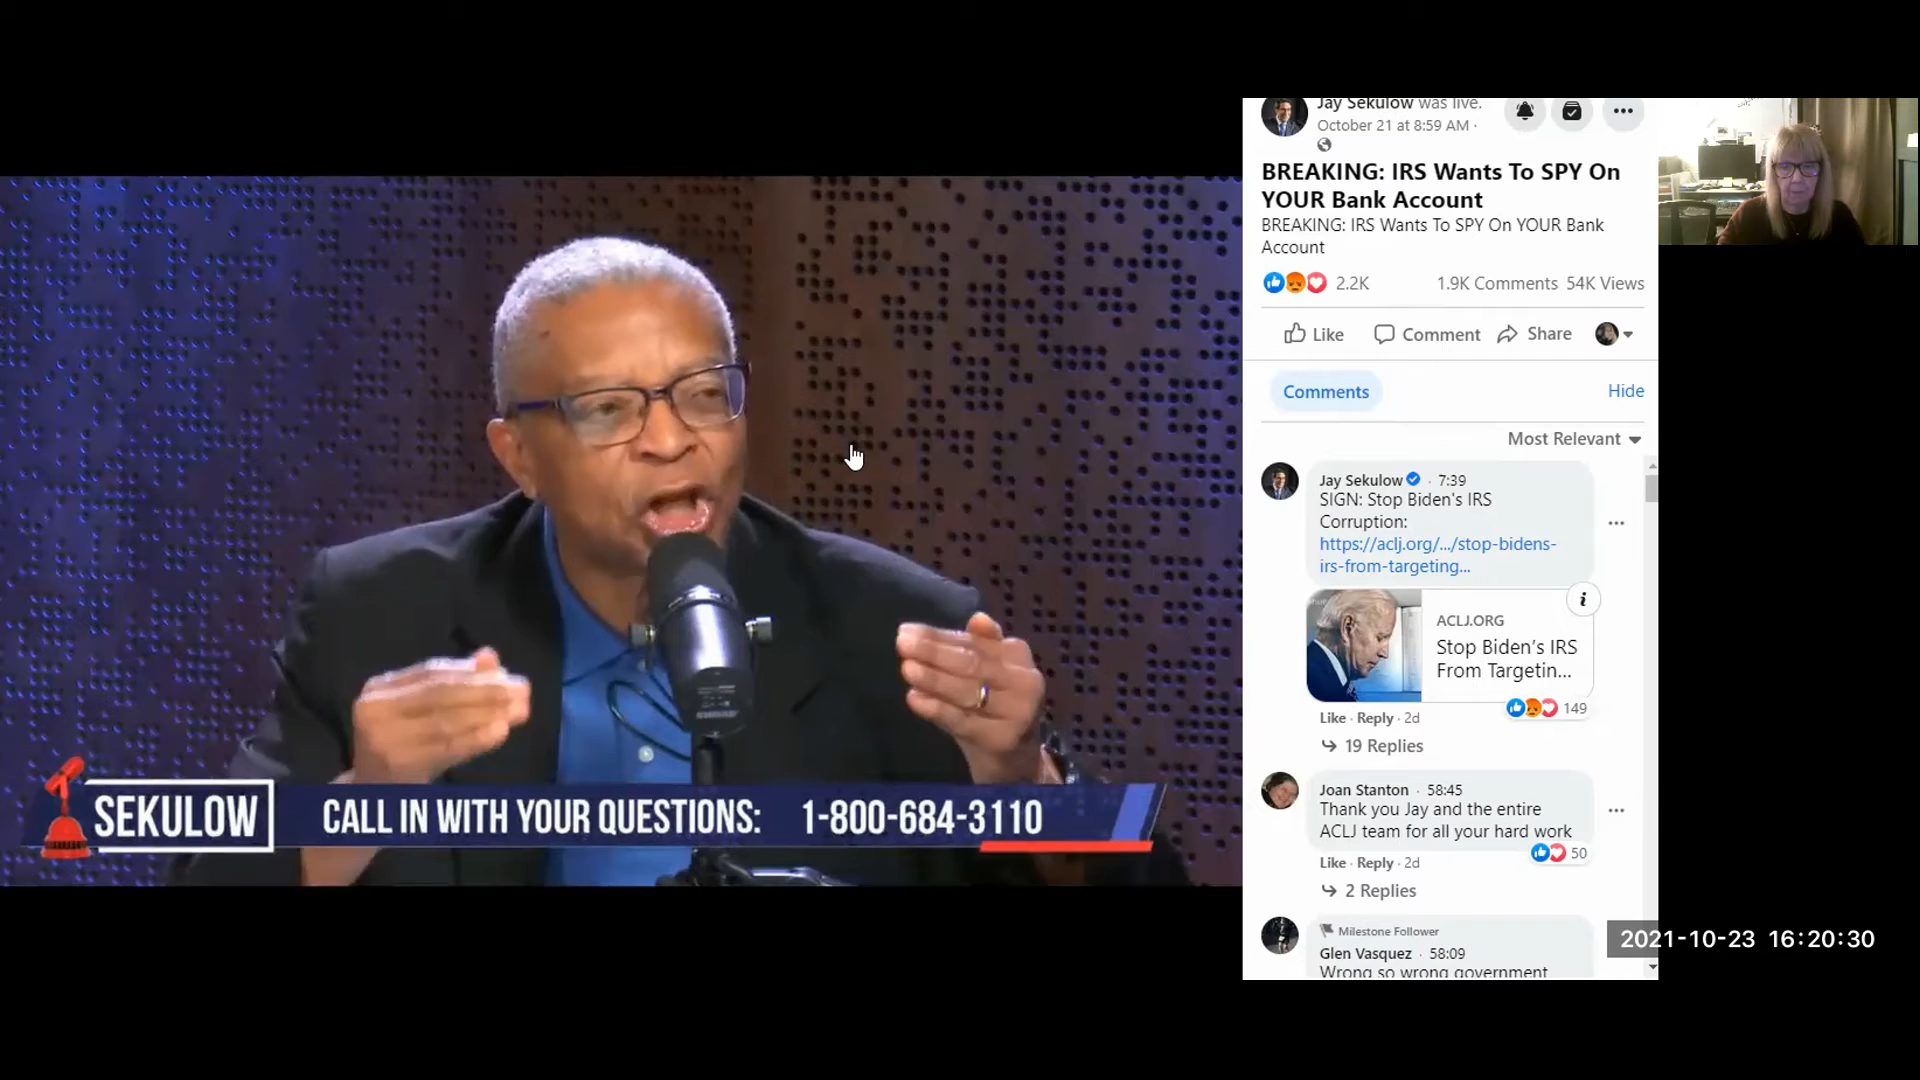 Jay Sekulow was live.
October 21 at 8:59 AM ·
BREAKING: IRS Wants To SPY On
YOUR Bank Account
BREAKING: IRS Wants To SPY On YOUR Bank
Account
2.2K 1.9K Comments 54K Views
Like Comment Share
Comments Hide
Most Relevant
Jay Sekulow · 7:39
SIGN: Stop Biden's IRS
Corruption:
https://aclj.org/.../stop-bidens-
irs-from-targeting...
ACLJ.ORG
Stop Biden's IRS
From Targetin...
149
Like · Reply · 2d
19 Replies
Joan Stanton · 58:45
Thank you Jay and the entire
ACLJ team for all your hard work
50
Like · Reply · 2d
2 Replies
Milestone Follower
Glen Vasquez · 58:09
Wrong so wrong government
SEKULOW CALL IN WITH YOUR QUESTIONS: 1-800-684-3110
2021-10-23 16:20:30